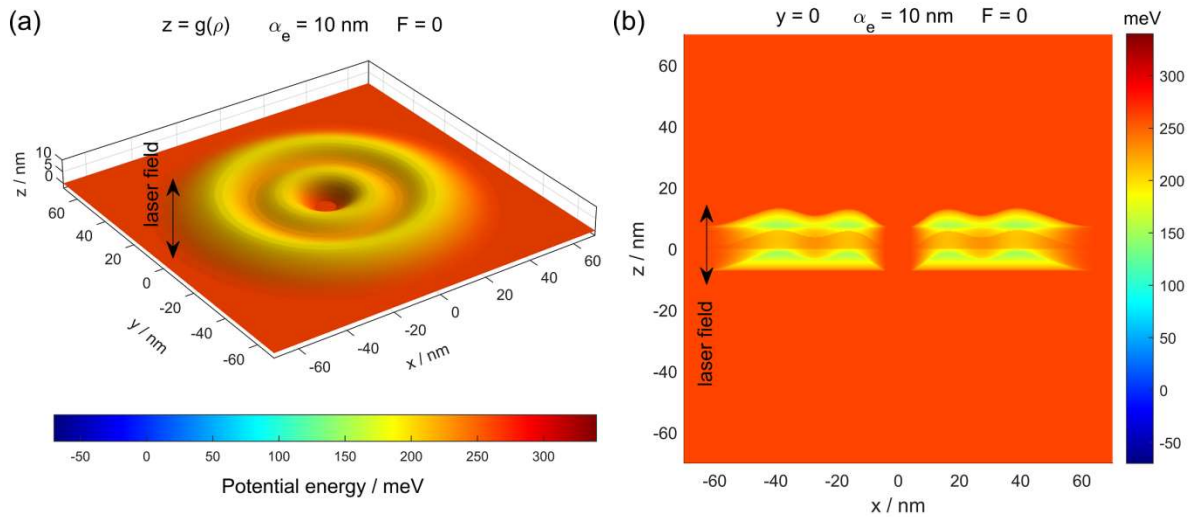 (a)
z = g(ρ) α_e = 10 nm F = 0
z / nm
10
5
0
laser field
60
40
20
0
-20
-40
-60
y / nm
-60
-40
-20
0
20
40
60
x / nm
-50 0 50 100 150 200 250 300
Potential energy / meV
(b)
y = 0 α_e = 10 nm F = 0
meV
60
40
20
0
-20
-40
-60
z / nm
laser field
-60 -40 -20 0 20 40 60
x / nm
300
250
200
150
100
50
0
-50